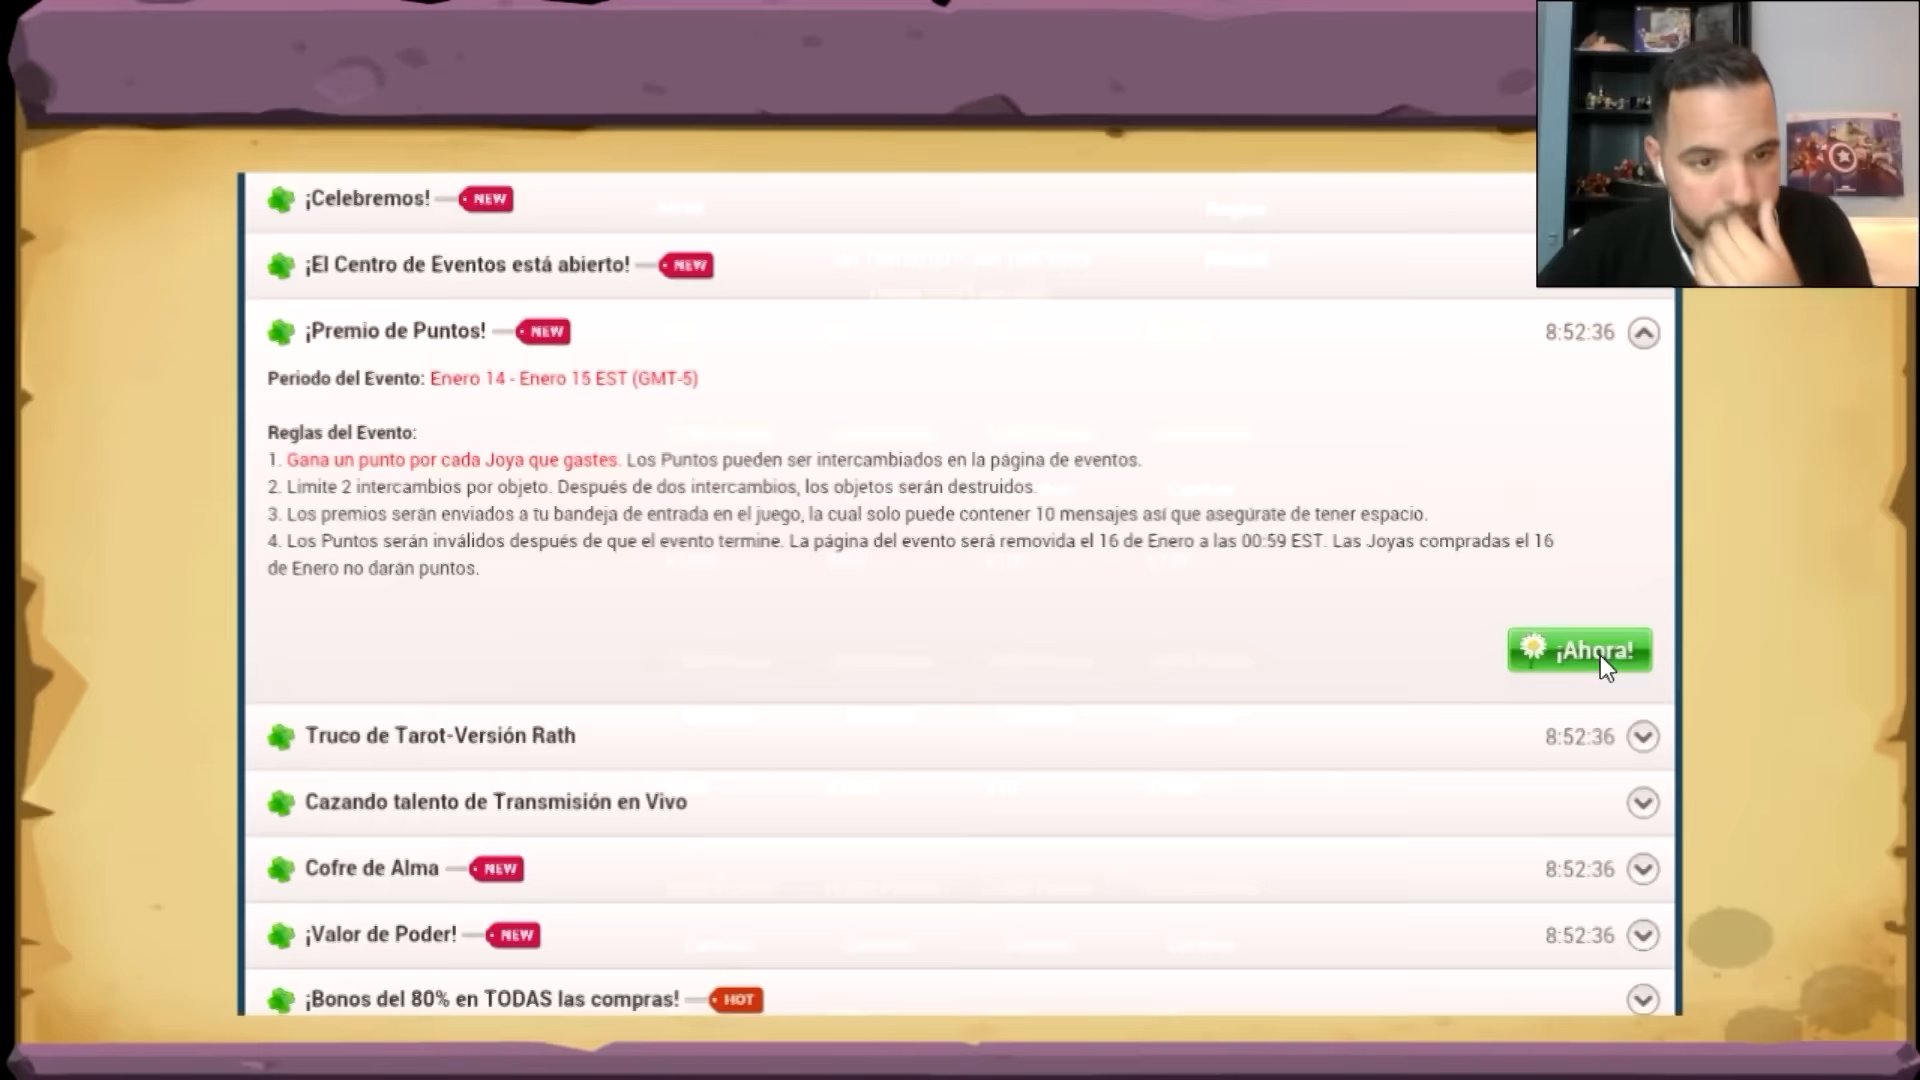 ¡Celebremos! NEW
¡El Centro de Eventos está abierto! NEW
¡Premio de Puntos! NEW 8:52:36
Periodo del Evento: Enero 14 - Enero 15 EST (GMT-5)
Reglas del Evento:
1. Gana un punto por cada Joya que gastes. Los Puntos pueden ser intercambiados en la página de eventos.
2. Limite 2 intercambios por objeto. Después de dos intercambios, los objetos serán destruidos.
3. Los premios serán enviados a tu bandeja de entrada en el juego, la cual solo puede contener 10 mensajes así que asegúrate de tener espacio.
4. Los Puntos serán inválidos después de que el evento termine. La página del evento será removida el 16 de Enero a las 00:59 EST. Las Joyas compradas el 16
de Enero no darán puntos.
¡Ahora!
Truco de Tarot-Versión Rath 8:52:36
Cazando talento de Transmisión en Vivo
Cofre de Alma NEW 8:52:36
¡Valor de Poder! NEW 8:52:36
¡Bonos del 80% en TODAS las compras! HOT